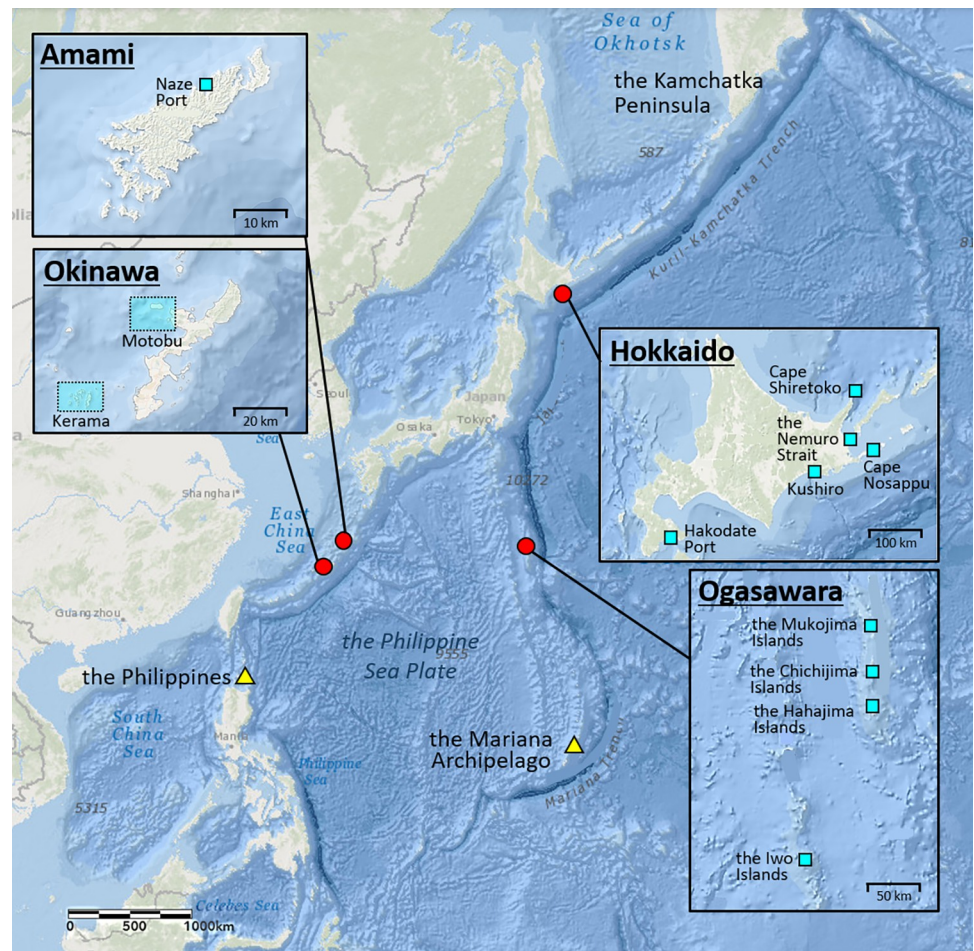 Sea of
Okhotsk
the Kamchatka
Peninsula
587
Kuril-Kamchatka Trench
Amami
Naze
Port
10 km
Okinawa
Motobu
Kerama
20 km
Seoul
Sea
Japan
Tokyo
Osaka
10272
Shanghai
East
China
Sea
Hokkaido
Cape
Shiretoko
the
Nemuro
Strait
Cape
Nosappu
Kushiro
Hakodate
Port
100 km
Guangzhou
the Philippine
Sea Plate
9555
the Philippines
South
China
Sea
Philippine
Sea
the Mariana
Archipelago
Mariana
5315
Celebes Sea
0 500 1000km
Ogasawara
the Mukojima
Islands
the Chichijima
Islands
the Hahajima
Islands
the Iwo
Islands
50 km